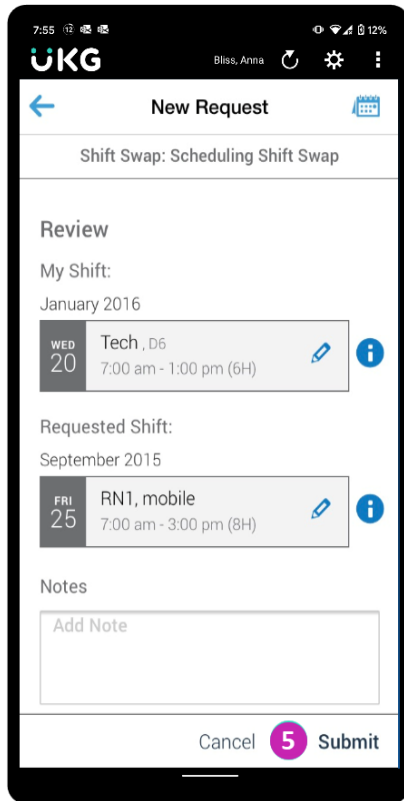 7:55 12 12%
UKG Bliss, Anna
New Request
Shift Swap: Scheduling Shift Swap
Review
My Shift:
January 2016
WED
20
Tech , D6
7:00 am - 1:00 pm (6H)
Requested Shift:
September 2015
FRI
25
RN1, mobile
7:00 am - 3:00 pm (8H)
Notes
Add Note
Cancel 5 Submit